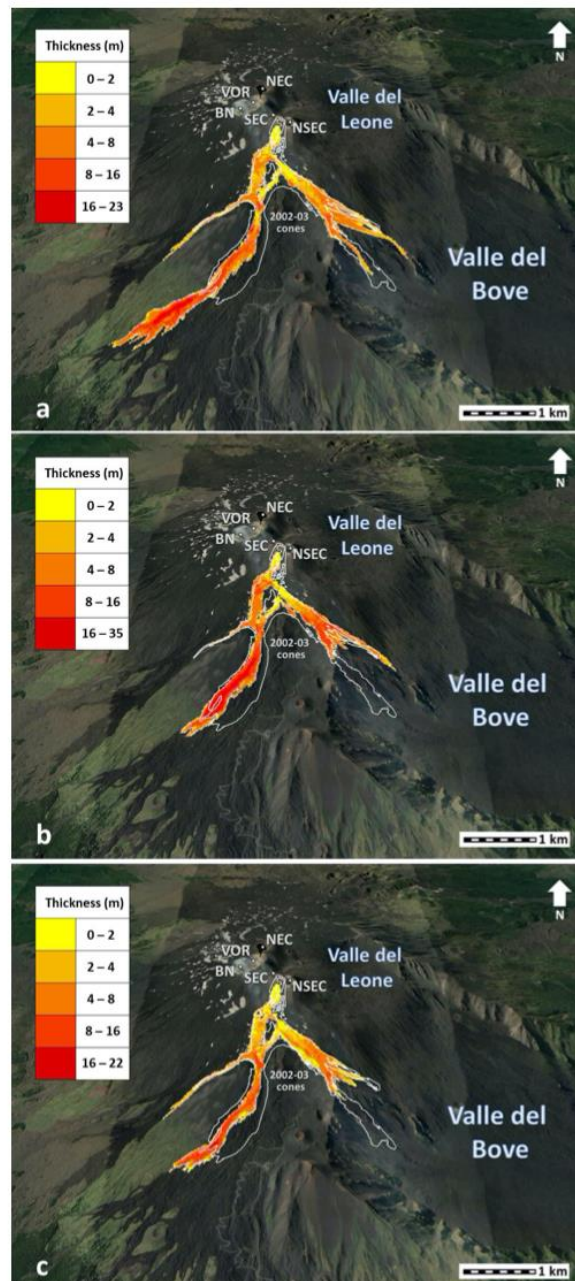 Thickness (m)
0 – 2
2 – 4
4 – 8
8 – 16
16 – 23
N
NEC
VOR
BN
SEC
NSEC
Valle del
Leone
2002-03
cones
Valle del
Bove
a
1 km
Thickness (m)
0 – 2
2 – 4
4 – 8
8 – 16
16 – 35
N
NEC
VOR
BN
SEC
NSEC
Valle del
Leone
2002-03
cones
Valle del
Bove
b
1 km
Thickness (m)
0 – 2
2 – 4
4 – 8
8 – 16
16 – 22
N
NEC
VOR
BN
SEC
NSEC
Valle del
Leone
2002-03
cones
Valle del
Bove
c
1 km